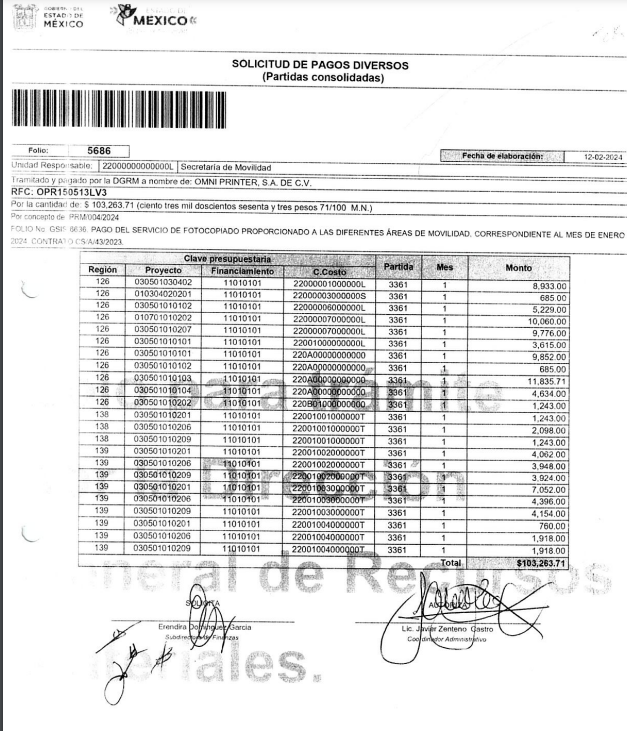 GOBIERNO DEL
ESTADO DE
MÉXICO
ESTADO DE
MÉXICO
SOLICITUD DE PAGOS DIVERSOS
(Partidas consolidadas)
Folio: 5686
Fecha de elaboración: 12-02-2024
Unidad Responsable: 22000000000000L Secretaría de Movilidad
Tramitado y pagado por la DGRM a nombre de: OMNI PRINTER, S.A. DE C.V.
RFC: OPR150513LV3
Por la cantidad de: $ 103,263.71 (ciento tres mil doscientos sesenta y tres pesos 71/100 M.N.)
Por concepto de PRM/004/2024
FOLIO No. GSIF 6636. PAGO DEL SERVICIO DE FOTOCOPIADO PROPORCIONADO A LAS DIFERENTES ÁREAS DE MOVILIDAD. CORRESPONDIENTE AL MES DE ENERO
2024. CONTRATO CS/A/43/2023.
Clave presupuestaria
Región Proyecto Financiamiento C.Costo Partida Mes Monto
126 030501030402 11010101 22000001000000L 3361 1 8,933.00
126 010304020201 11010101 22000003000000S 3361 1 685.00
126 030501010102 11010101 22000006000000L 3361 1 5,229.00
126 010701010202 11010101 22000007000000L 3361 1 10,060.00
126 030501010207 11010101 22000007000000L 3361 1 9,776.00
126 030501010101 11010101 22001000000000L 3361 1 3,615.00
126 030501010101 11010101 220A00000000000 3361 1 9,852.00
126 030501010102 11010101 220A00000000000 3361 1 685.00
126 030501010103 11010101 220A00000000000 3361 1 11,835.71
126 030501010104 11010101 220A00000000000 3361 1 4,634.00
126 030501010202 11010101 220B01000000000 3361 1 1,243.00
138 030501010201 11010101 22001001000000T 3361 1 1,243.00
138 030501010206 11010101 22001001000000T 3361 1 2,098.00
138 030501010209 11010101 22001001000000T 3361 1 1,243.00
139 030501010201 11010101 22001002000000T 3361 1 4,062.00
139 030501010206 11010101 22001002000000T 3361 1 3,948.00
139 030501010209 11010101 22001002000000T 3361 1 3,924.00
139 030501010201 11010101 22001003000000T 3361 1 7,052.00
139 030501010206 11010101 22001003000000T 3361 1 4,396.00
139 030501010209 11010101 22001003000000T 3361 1 4,154.00
139 030501010201 11010101 22001004000000T 3361 1 760.00
139 030501010206 11010101 22001004000000T 3361 1 1,918.00
139 030501010209 11010101 22001004000000T 3361 1 1,918.00
Total $103,263.71
para trámite
Dirección
neral de Recursos
teriales.
SOLICITA
Erendira Domínguez García
Subdirectora de Finanzas
AUTORIZA
Lic. Javier Zenteno Castro
Coordinador Administrativo